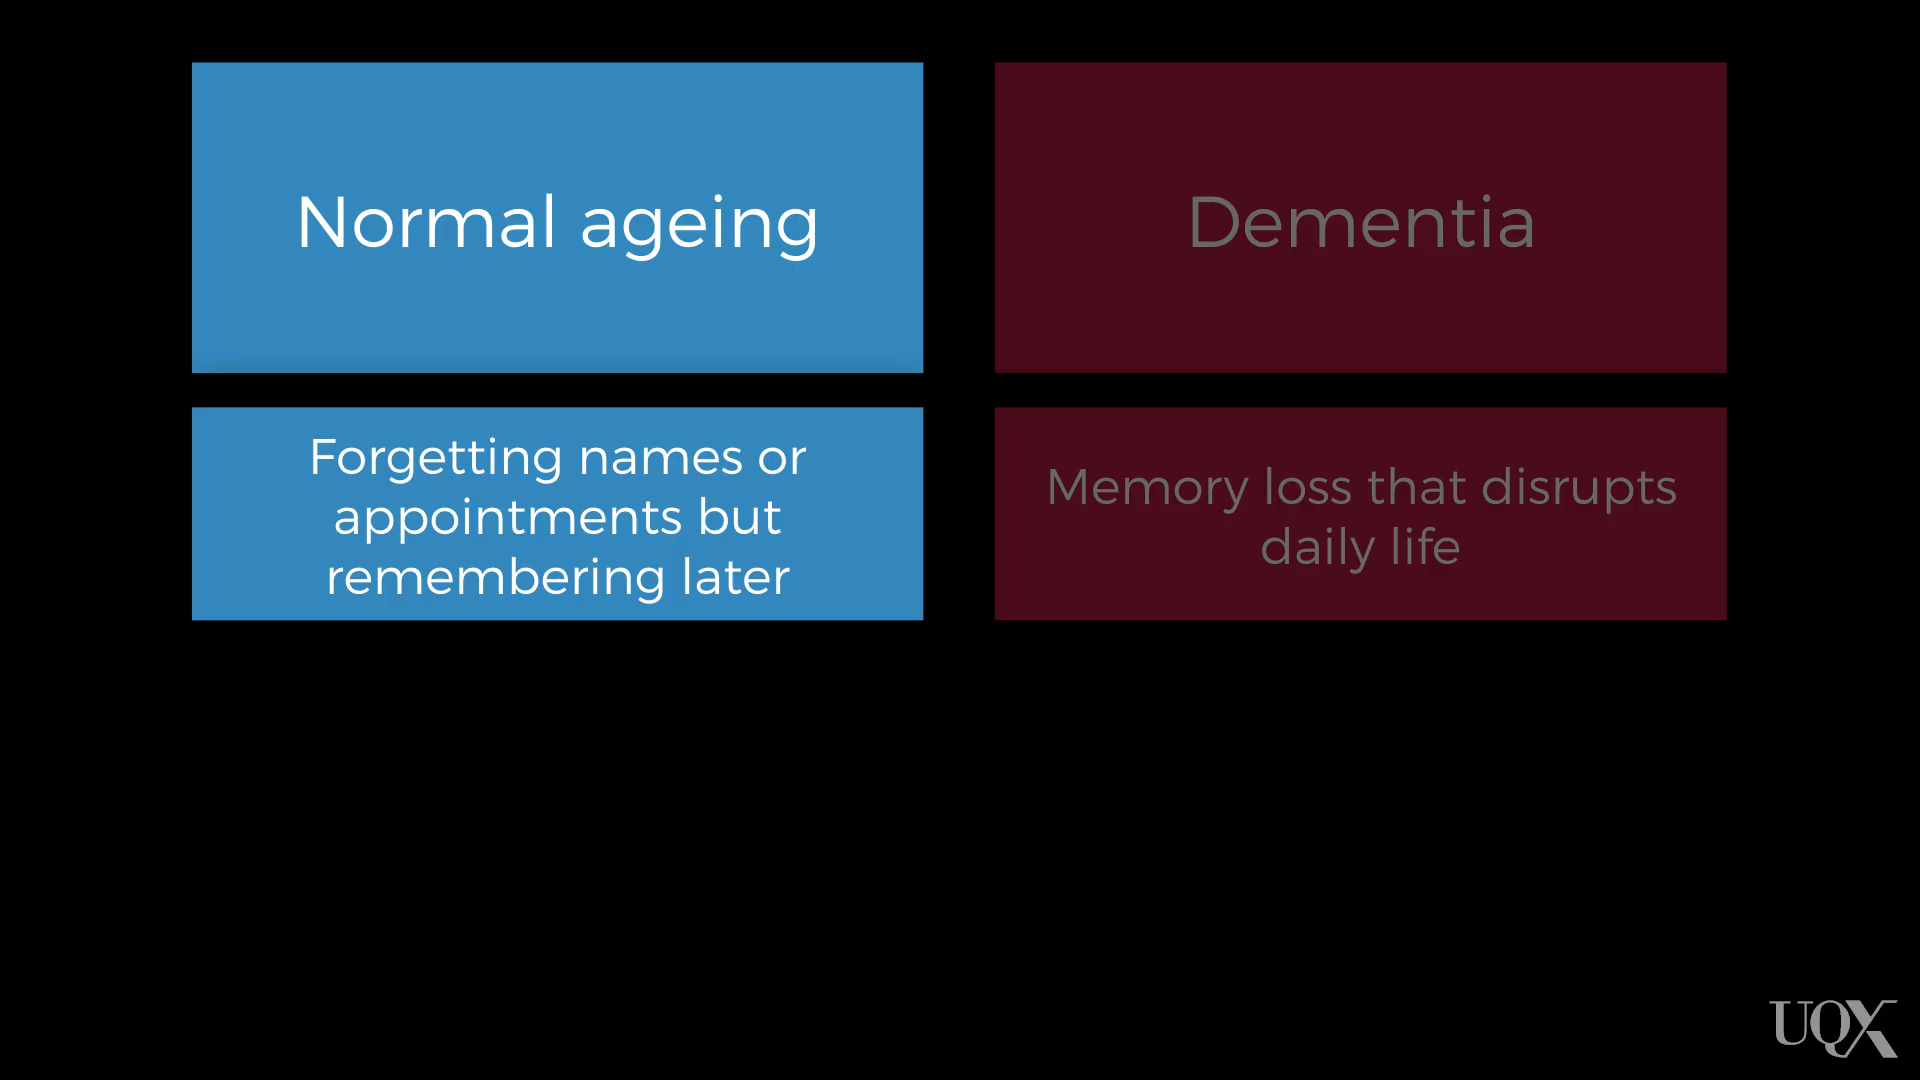 Normal ageing
Dementia
Forgetting names or
appointments but
remembering later
Memory loss that disrupts
daily life
UQX